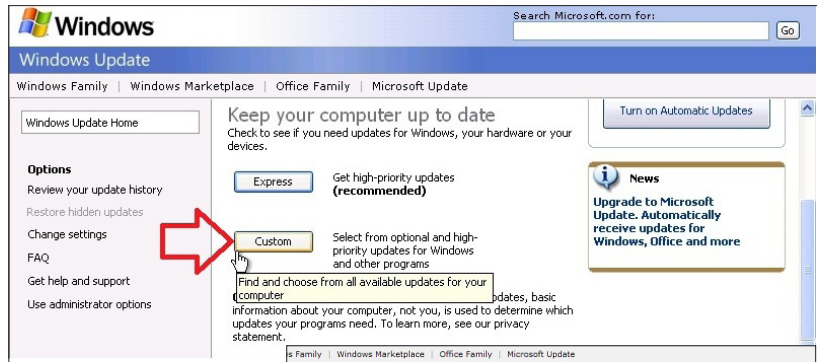 Windows
Search Microsoft.com for:
Go
Windows Update
Windows Family | Windows Marketplace | Office Family | Microsoft Update
Windows Update Home
Options
Review your update history
Restore hidden updates
Change settings
FAQ
Get help and support
Use administrator options
Keep your computer up to date
Check to see if you need updates for Windows, your hardware or your
devices.
Express
Get high-priority updates
(recommended)
Custom
Select from optional and high-
priority updates for Windows
and other programs
Find and choose from all available updates for your
computer
dates, basic
information about your computer, not you, is used to determine which
updates your programs need. To learn more, see our privacy
statement.
Turn on Automatic Updates
News
Upgrade to Microsoft
Update. Automatically
receive updates for
Windows, Office and more
s Family | Windows Marketplace | Office Family | Microsoft Update